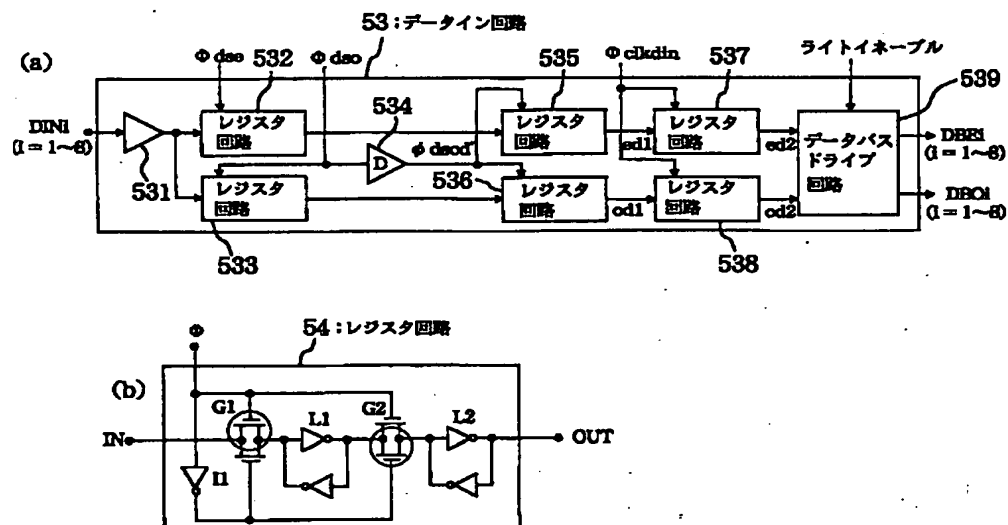 53：データイン回路
(a)
Φdse
532
Φdso
535
Φclkdin
537
ライトイネーブル
539
534
DINi
(i=1~8)
レジスタ
回路
レジスタ
回路
ed1
レジスタ
回路
ed2
データバス
ドライブ
回路
DBEi
(i=1~8)
531
D
φdsod
536
レジスタ
回路
レジスタ
回路
od1
レジスタ
回路
od2
DBOi
(i=1~8)
533
538
Φ
54：レジスタ回路
(b)
G1
L1
G2
L2
IN
OUT
I1